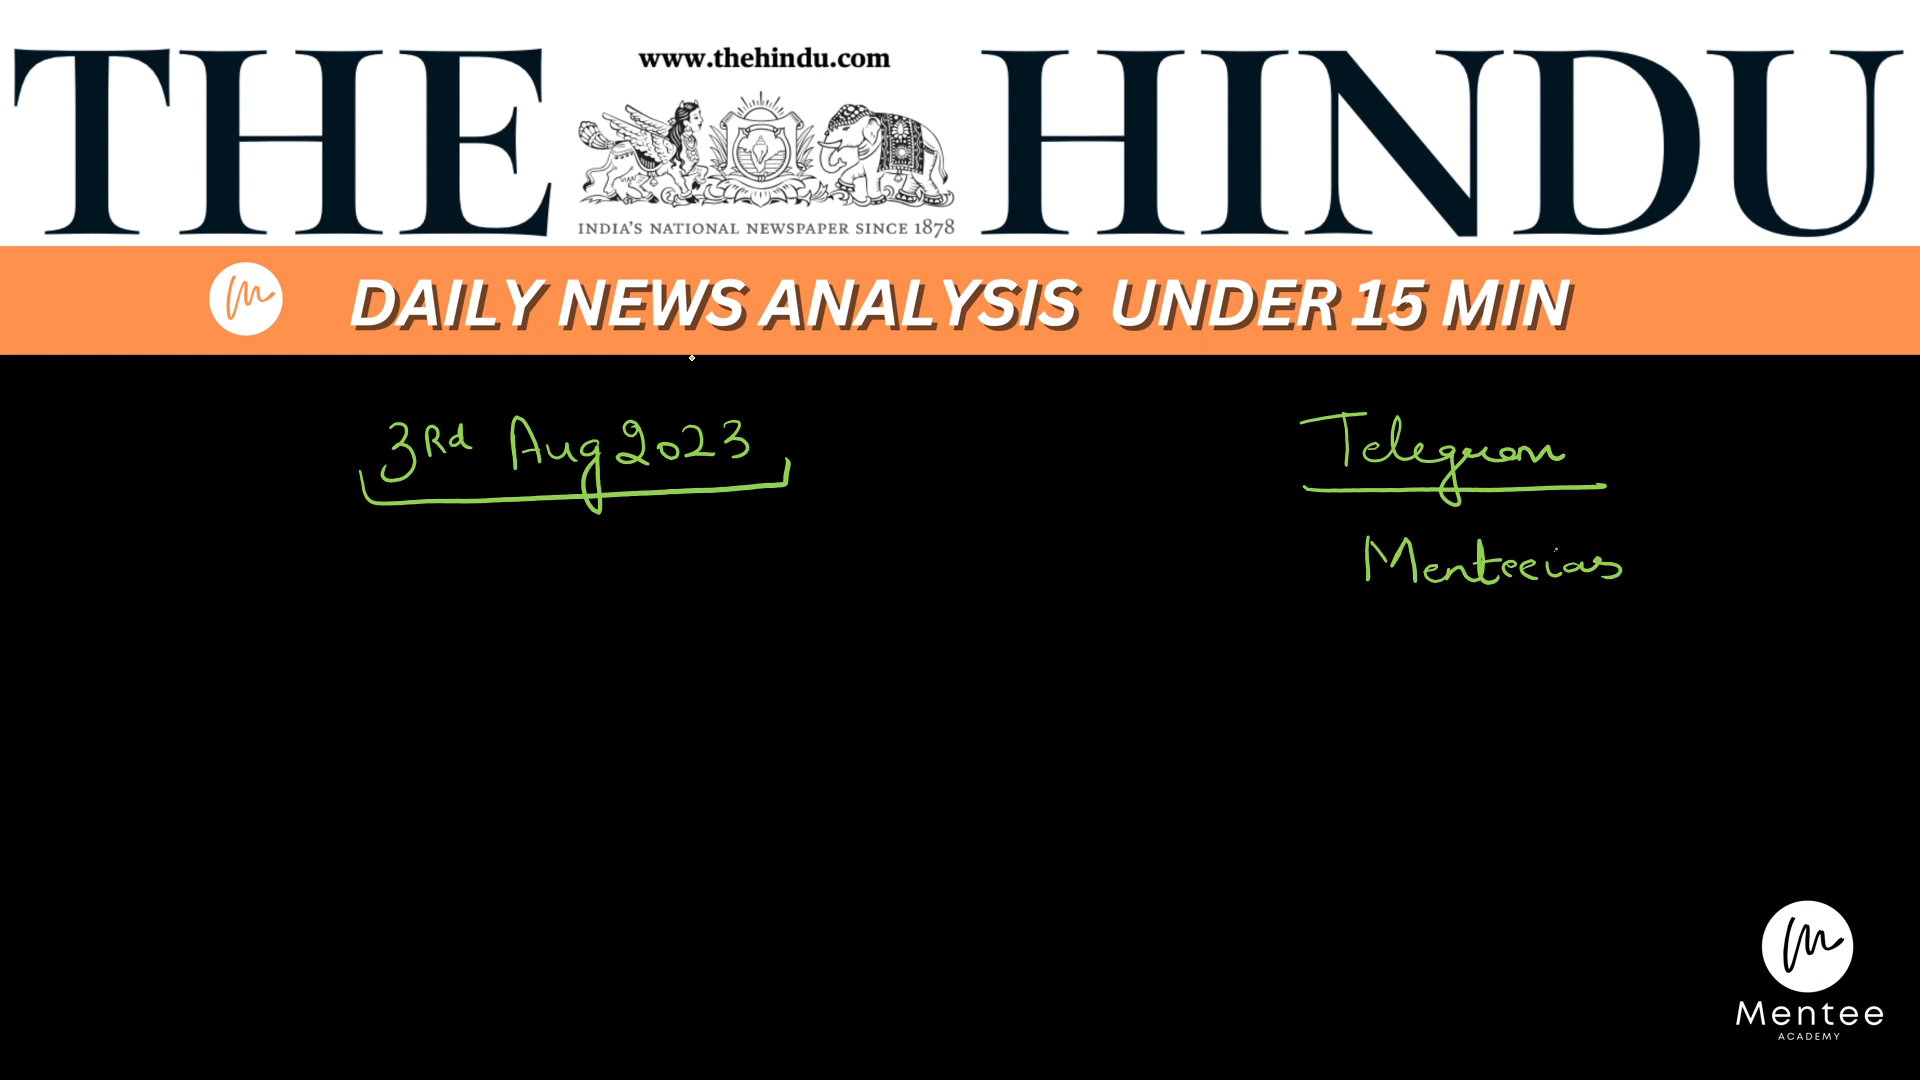 www.thehindu.com
THE HINDU
INDIA'S NATIONAL NEWSPAPER SINCE 1878
DAILY NEWS ANALYSIS UNDER 15 MIN
3Rd Aug 2023
Telegram
Menteeias
Mentee
ACADEMY